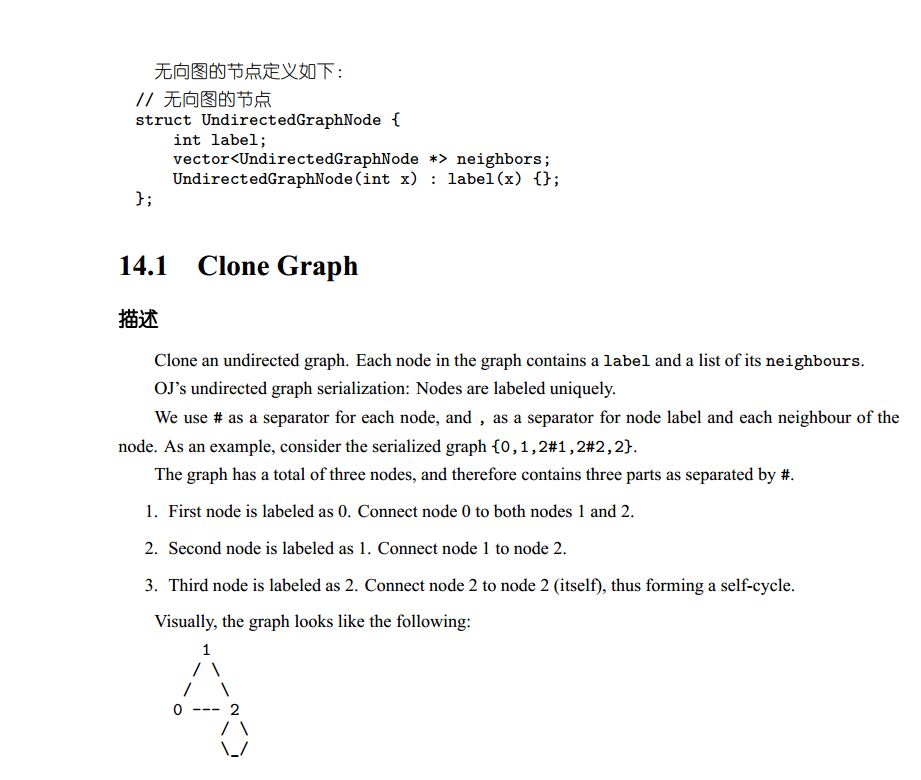 无向图的节点定义如下：
// 无向图的节点
struct UndirectedGraphNode {
    int label;
    vector<UndirectedGraphNode *> neighbors;
    UndirectedGraphNode(int x) : label(x) {};
};
14.1 Clone Graph
描述
Clone an undirected graph. Each node in the graph contains a label and a list of its neighbours.
OJ's undirected graph serialization: Nodes are labeled uniquely.
We use # as a separator for each node, and , as a separator for node label and each neighbour of the
node. As an example, consider the serialized graph {0,1,2#1,2#2,2}.
The graph has a total of three nodes, and therefore contains three parts as separated by #.
1. First node is labeled as 0. Connect node 0 to both nodes 1 and 2.
2. Second node is labeled as 1. Connect node 1 to node 2.
3. Third node is labeled as 2. Connect node 2 to node 2 (itself), thus forming a self-cycle.
Visually, the graph looks like the following:
   1
  / \
 /   \
0 --- 2
     / \
     \_/